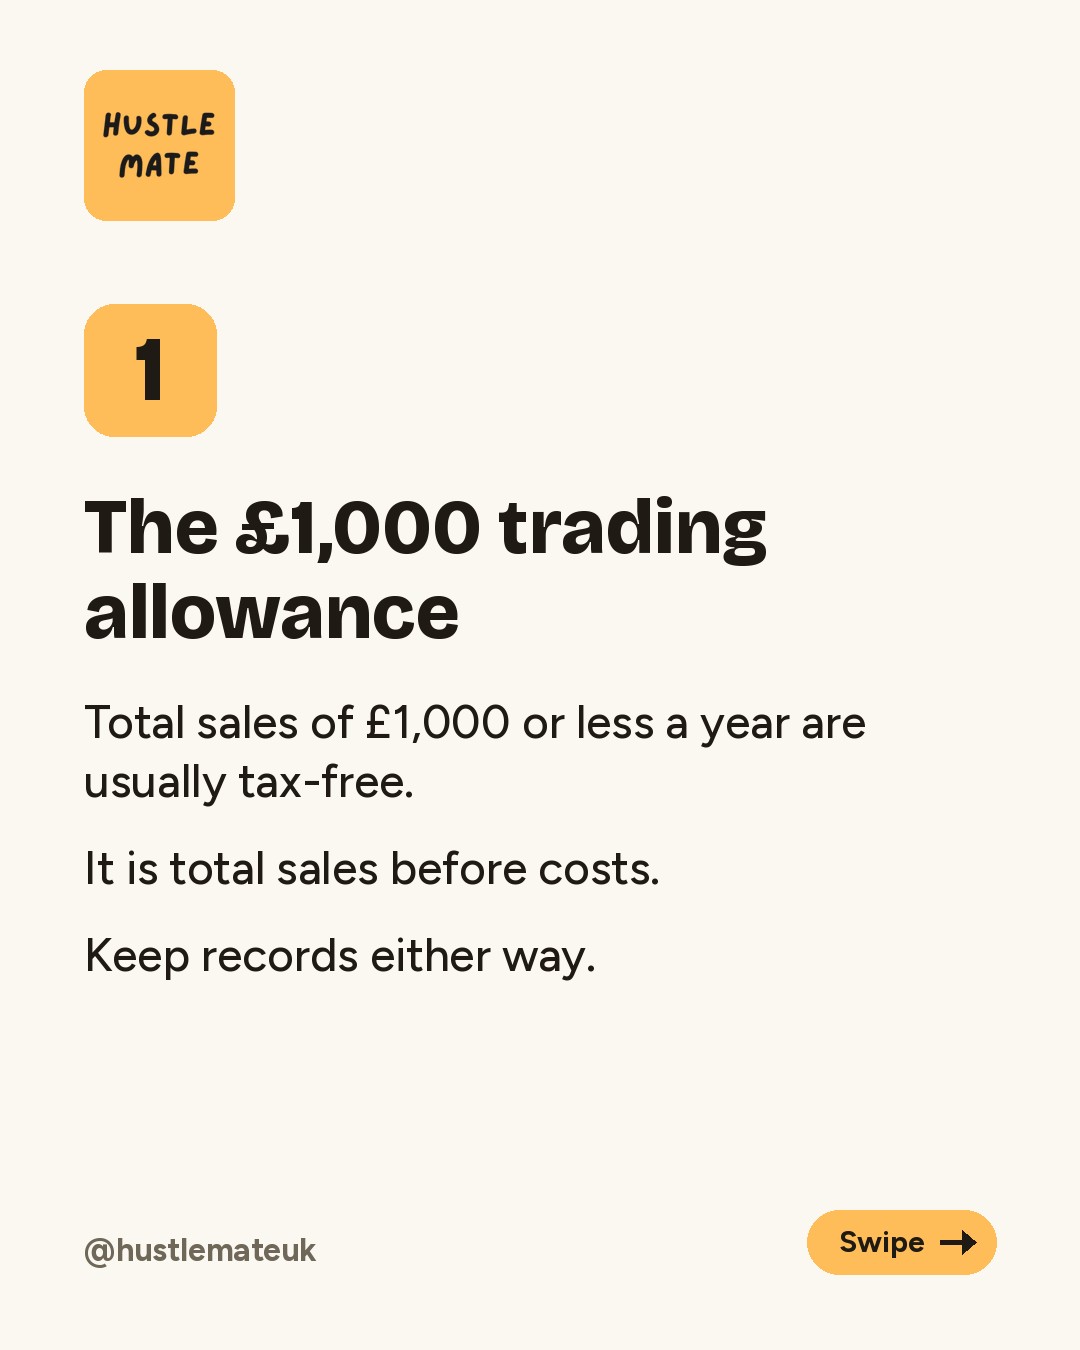 HUSTLE
MATE
1
The £1,000 trading
allowance
Total sales of £1,000 or less a year are
usually tax-free.
It is total sales before costs.
Keep records either way.
@hustlemateuk
Swipe